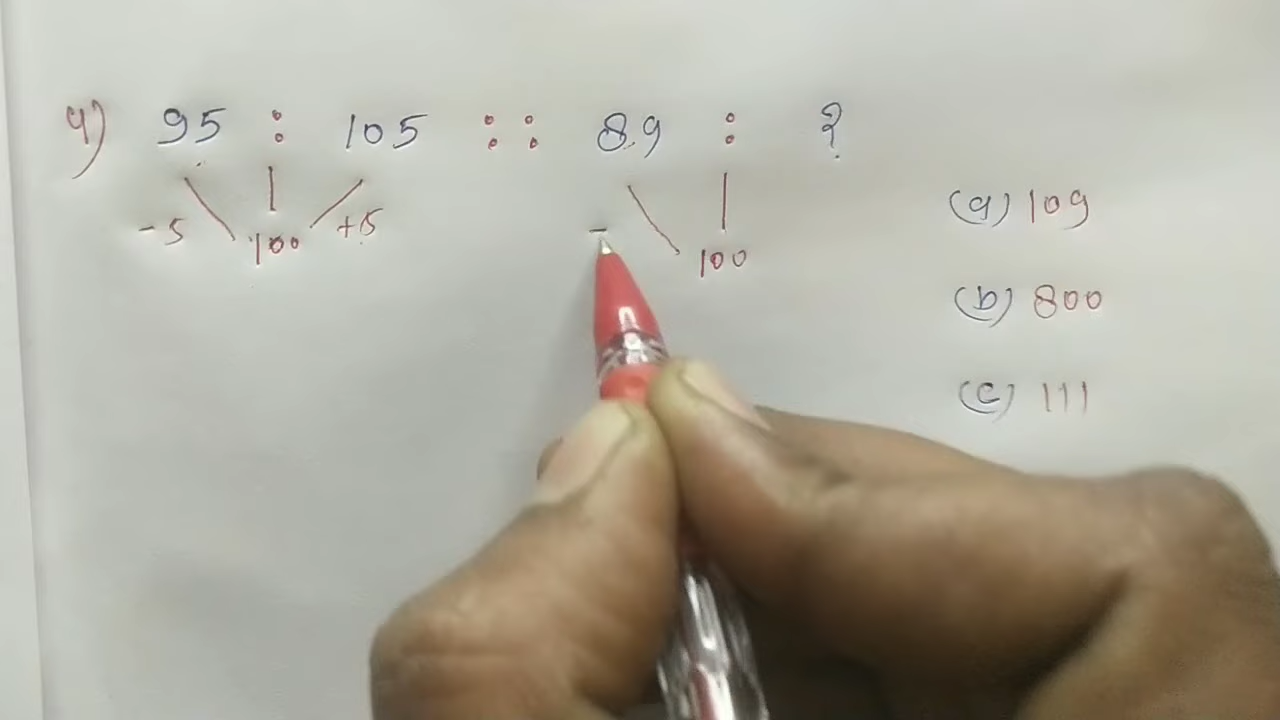 4) 95 : 105 :: 89 : ?
-5 100 +5 - 100
(a) 109
(b) 800
(c) 111